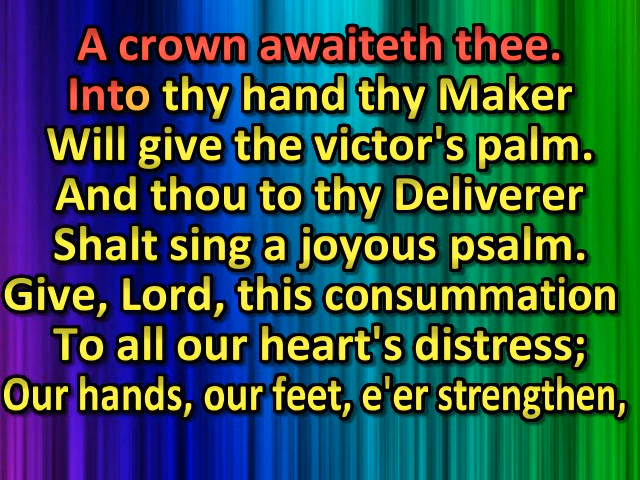 A crown awaiteth thee.
Into thy hand thy Maker
Will give the victor's palm.
And thou to thy Deliverer
Shalt sing a joyous psalm.
Give, Lord, this consummation
To all our heart's distress;
Our hands, our feet, e'er strengthen,